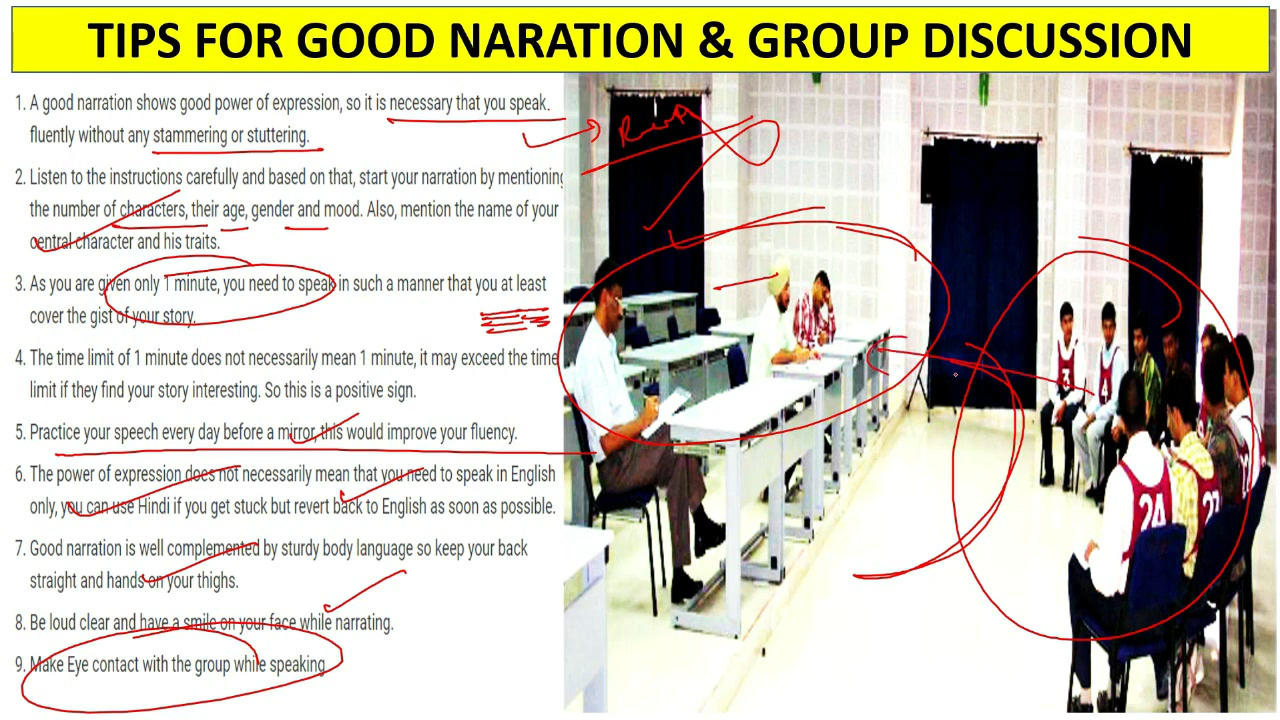 TIPS FOR GOOD NARATION & GROUP DISCUSSION
1. A good narration shows good power of expression, so it is necessary that you speak.
fluently without any stammering or stuttering.
2. Listen to the instructions carefully and based on that, start your narration by mentioning
the number of characters, their age, gender and mood. Also, mention the name of your
central character and his traits.
3. As you are given only 1 minute, you need to speak in such a manner that you at least
cover the gist of your story.
4. The time limit of 1 minute does not necessarily mean 1 minute, it may exceed the time
limit if they find your story interesting. So this is a positive sign.
5. Practice your speech every day before a mirror, this would improve your fluency.
6. The power of expression does not necessarily mean that you need to speak in English
only, you can use Hindi if you get stuck but revert back to English as soon as possible.
7. Good narration is well complemented by sturdy body language so keep your back
straight and hands on your thighs.
8. Be loud clear and have a smile on your face while narrating.
9. Make Eye contact with the group while speaking
3
4
24
27